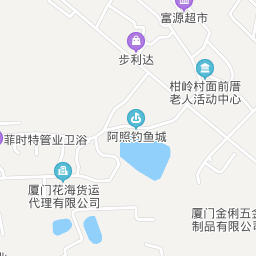 富源超市
步利达
柑岭村面前厝
老人活动中心
阿照钓鱼城
菲时特管业卫浴
厦门花海货运
代理有限公司
厦门金俐五金
制品有限公司